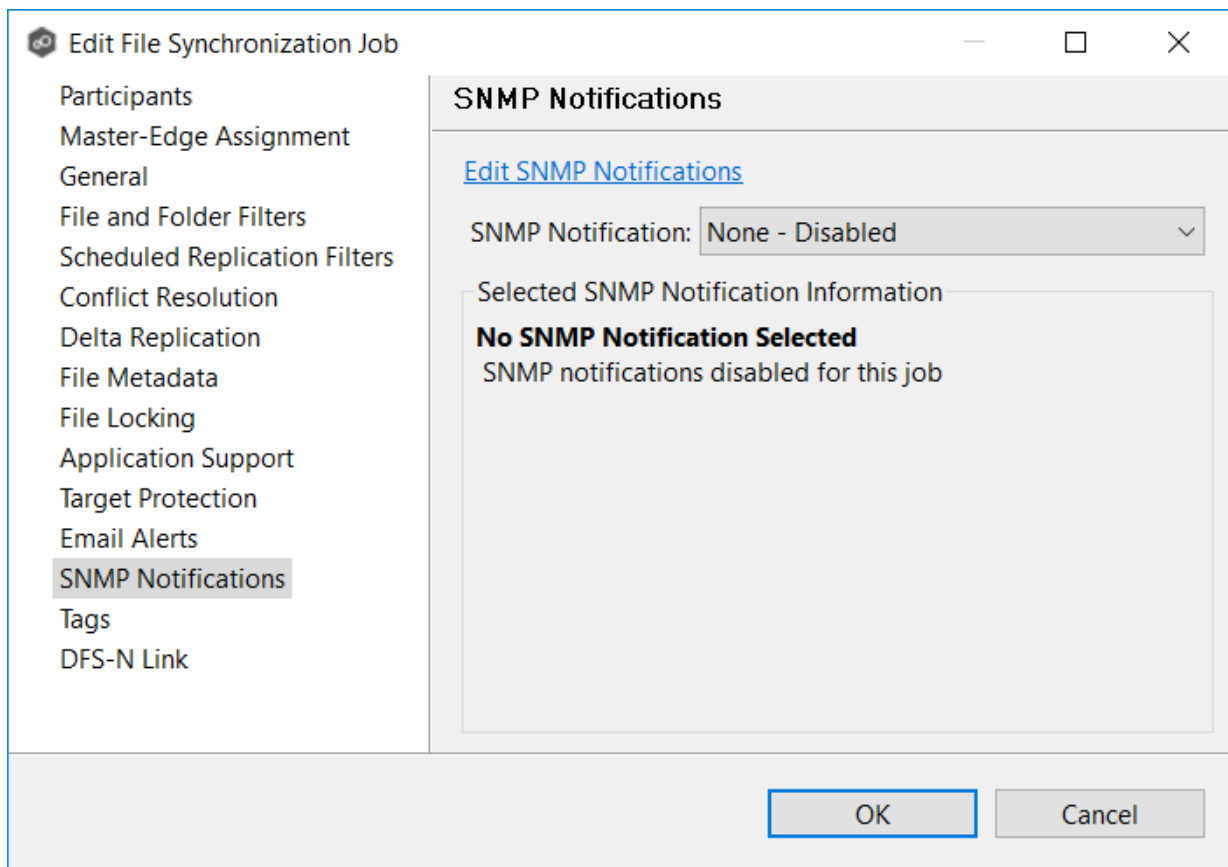 Edit File Synchronization Job
Participants
Master-Edge Assignment
General
File and Folder Filters
Scheduled Replication Filters
Conflict Resolution
Delta Replication
File Metadata
File Locking
Application Support
Target Protection
Email Alerts
SNMP Notifications
Tags
DFS-N Link
SNMP Notifications
Edit SNMP Notifications
SNMP Notification: None - Disabled
Selected SNMP Notification Information
No SNMP Notification Selected
SNMP notifications disabled for this job
OK Cancel